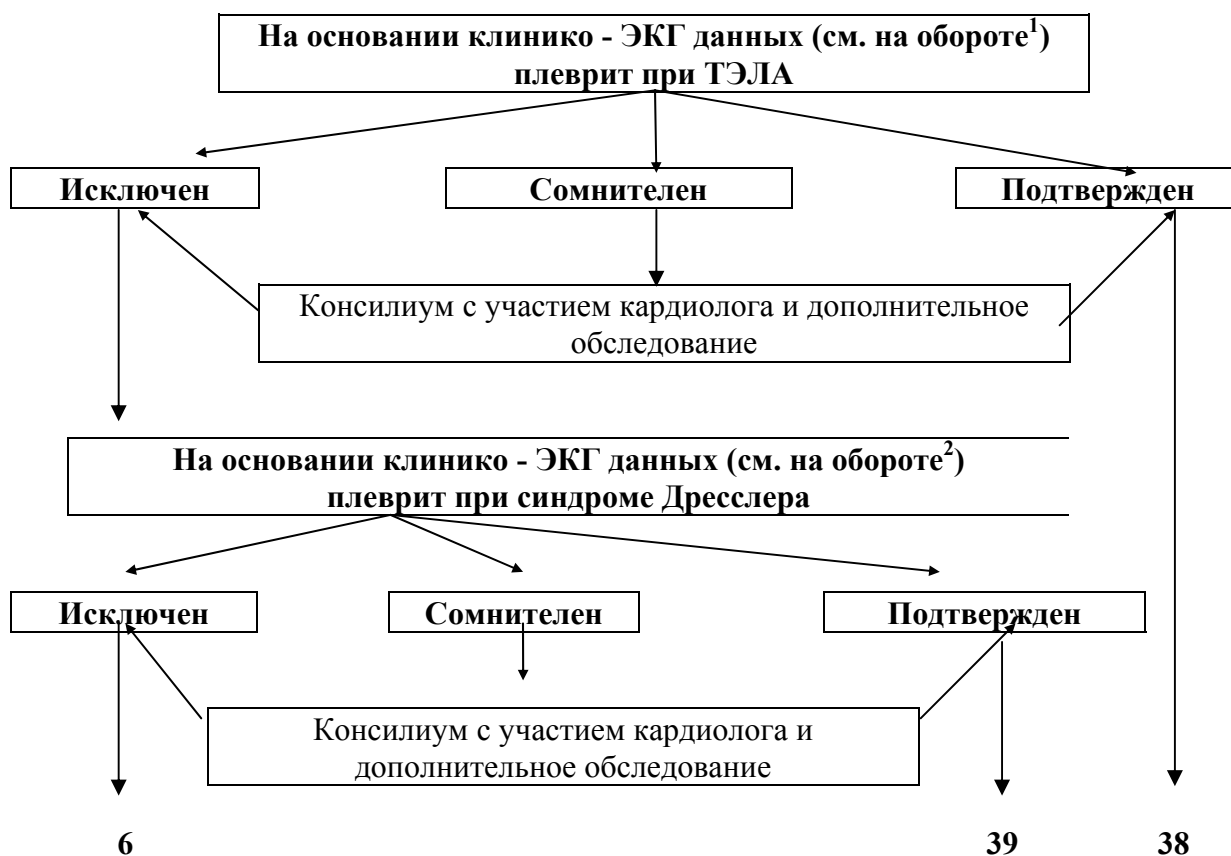 На основании клинико - ЭКГ данных (см. на обороте¹)
плеврит при ТЭЛА
Исключен
Сомнителен
Подтвержден
Консилиум с участием кардиолога и дополнительное
обследование
На основании клинико - ЭКГ данных (см. на обороте²)
плеврит при синдроме Дресслера
Исключен
Сомнителен
Подтвержден
Консилиум с участием кардиолога и
дополнительное обследование
6
39
38